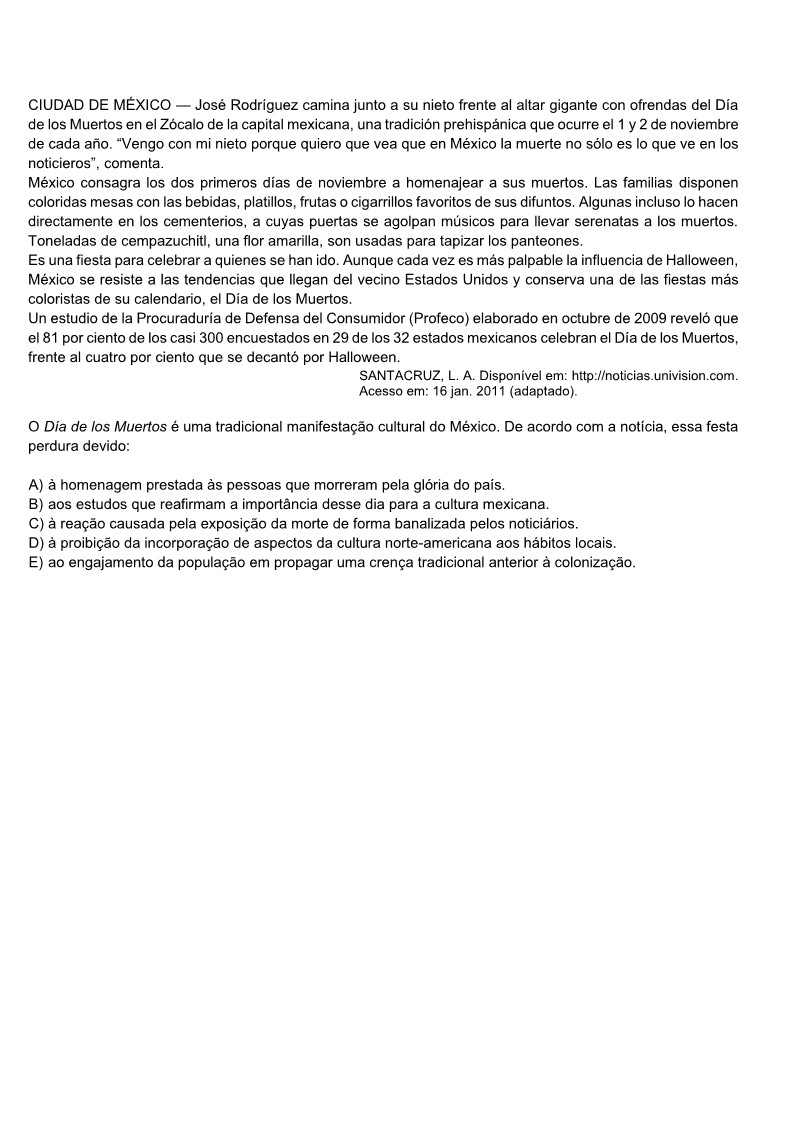 CIUDAD DE MÉXICO — José Rodríguez camina junto a su nieto frente al altar gigante con ofrendas del Día
de los Muertos en el Zócalo de la capital mexicana, una tradición prehispánica que ocurre el 1 y 2 de noviembre
de cada año. “Vengo con mi nieto porque quiero que vea que en México la muerte no sólo es lo que ve en los
noticieros”, comenta.
México consagra los dos primeros días de noviembre a homenajear a sus muertos. Las familias disponen
coloridas mesas con las bebidas, platillos, frutas o cigarrillos favoritos de sus difuntos. Algunas incluso lo hacen
directamente en los cementerios, a cuyas puertas se agolpan músicos para llevar serenatas a los muertos.
Toneladas de cempazuchitl, una flor amarilla, son usadas para tapizar los panteones.
Es una fiesta para celebrar a quienes se han ido. Aunque cada vez es más palpable la influencia de Halloween,
México se resiste a las tendencias que llegan del vecino Estados Unidos y conserva una de las fiestas más
coloristas de su calendario, el Día de los Muertos.
Un estudio de la Procuraduría de Defensa del Consumidor (Profeco) elaborado en octubre de 2009 reveló que
el 81 por ciento de los casi 300 encuestados en 29 de los 32 estados mexicanos celebran el Día de los Muertos,
frente al cuatro por ciento que se decantó por Halloween.
SANTACRUZ, L. A. Disponível em: http://noticias.univision.com.
Acesso em: 16 jan. 2011 (adaptado).
O Día de los Muertos é uma tradicional manifestação cultural do México. De acordo com a notícia, essa festa
perdura devido:
A) à homenagem prestada às pessoas que morreram pela glória do país.
B) aos estudos que reafirmam a importância desse dia para a cultura mexicana.
C) à reação causada pela exposição da morte de forma banalizada pelos noticiários.
D) à proibição da incorporação de aspectos da cultura norte-americana aos hábitos locais.
E) ao engajamento da população em propagar uma crença tradicional anterior à colonização.